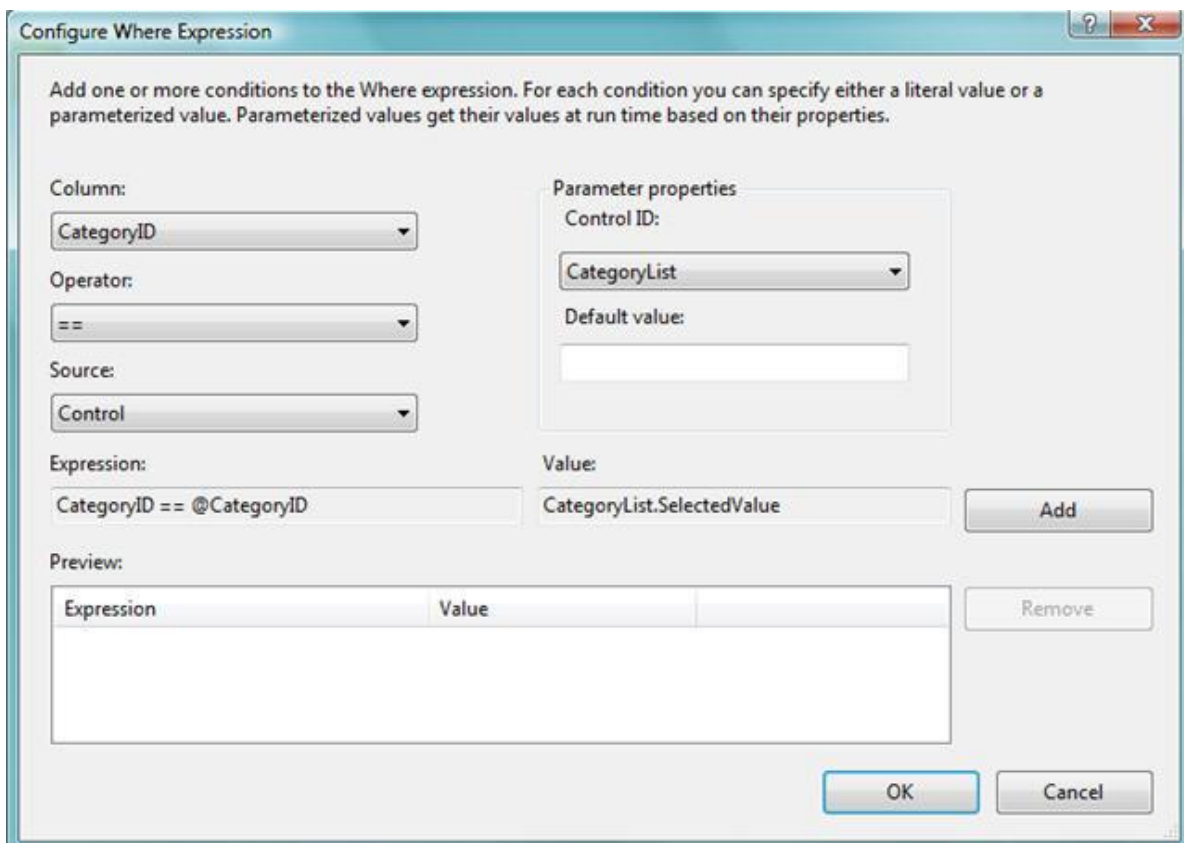 Configure Where Expression
Add one or more conditions to the Where expression. For each condition you can specify either a literal value or a
parameterized value. Parameterized values get their values at run time based on their properties.
Column:
CategoryID
Operator:
==
Source:
Control
Parameter properties
Control ID:
CategoryList
Default value:
Expression:
CategoryID == @CategoryID
Value:
CategoryList.SelectedValue
Add
Preview:
Expression Value
Remove
OK Cancel